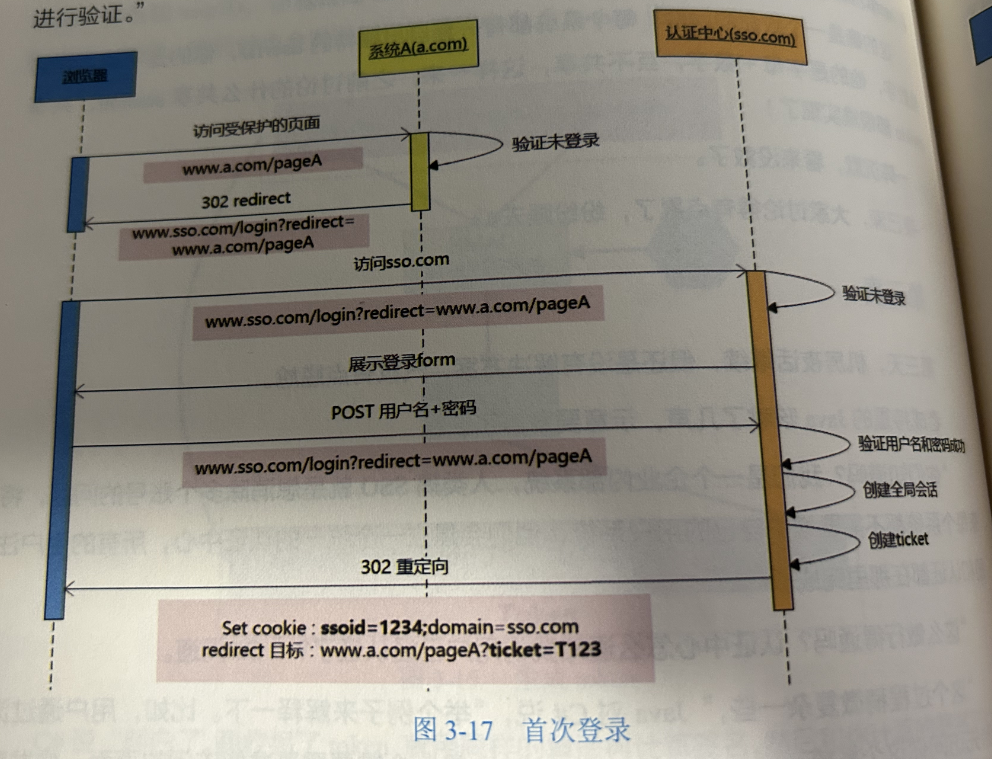 进行验证。”
浏览器
系统A(a.com)
认证中心(sso.com)
访问受保护的页面
www.a.com/pageA
验证未登录
302 redirect
www.sso.com/login?redirect=
www.a.com/pageA
访问sso.com
www.sso.com/login?redirect=www.a.com/pageA
验证未登录
展示登录form
POST 用户名+密码
www.sso.com/login?redirect=www.a.com/pageA
验证用户名和密码成功
创建全局会话
创建ticket
302 重定向
Set cookie : ssoid=1234;domain=sso.com
redirect 目标 : www.a.com/pageA?ticket=T123
图 3-17 首次登录